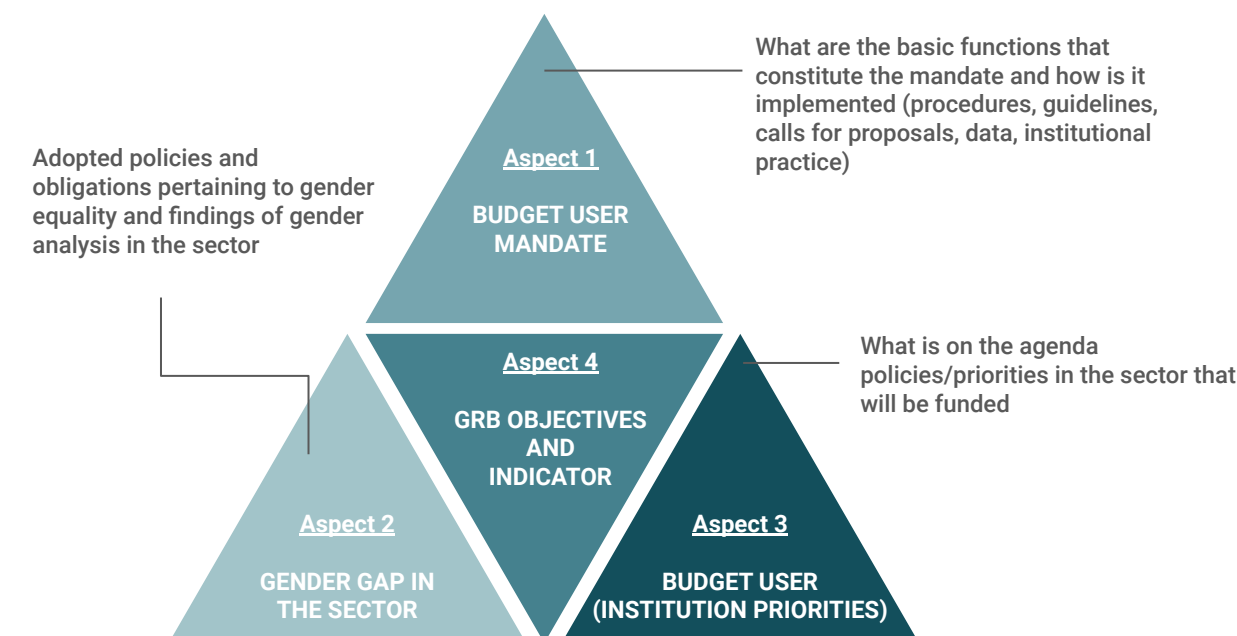 What are the basic functions that
constitute the mandate and how is it
implemented (procedures, guidelines,
calls for proposals, data, institutional
practice)
Adopted policies and
obligations pertaining to gender
equality and findings of gender
analysis in the sector
Aspect 1
BUDGET USER
MANDATE
What is on the agenda
policies/priorities in the sector that
will be funded
Aspect 4
GRB OBJECTIVES
AND
INDICATOR
Aspect 2
GENDER GAP IN
THE SECTOR
Aspect 3
BUDGET USER
(INSTITUTION PRIORITIES)